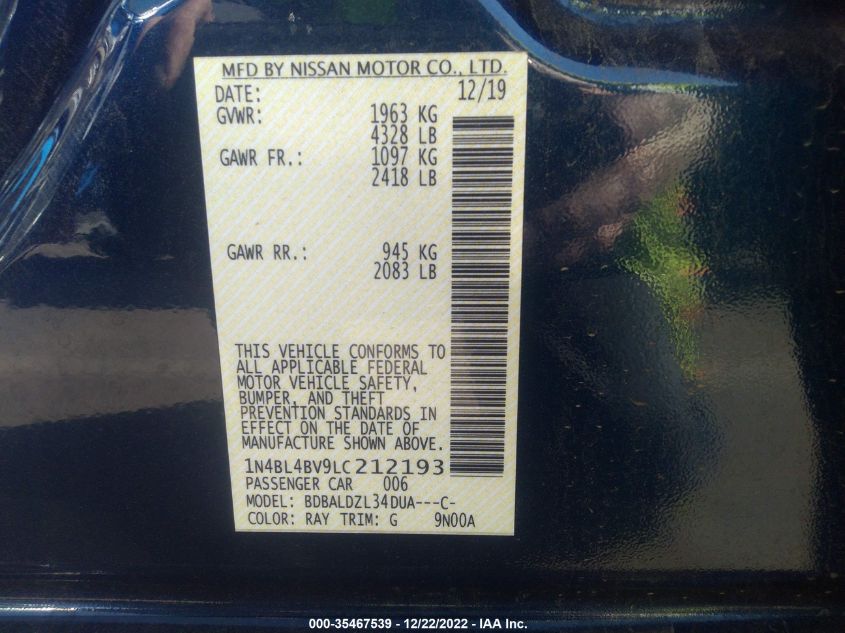 MFD BY NISSAN MOTOR CO., LTD.
DATE: 12/19
GVWR: 1963 KG
4328 LB
GAWR FR.: 1097 KG
2418 LB
GAWR RR.: 945 KG
2083 LB
THIS VEHICLE CONFORMS TO
ALL APPLICABLE FEDERAL
MOTOR VEHICLE SAFETY,
BUMPER, AND THEFT
PREVENTION STANDARDS IN
EFFECT ON THE DATE OF
MANUFACTURE SHOWN ABOVE.
1N4BL4BV9LC212193
PASSENGER CAR 006
MODEL: BDBALDZL34DUA---C-
COLOR: RAY TRIM: G 9N00A
000-35467539 - 12/22/2022 - IAA Inc.